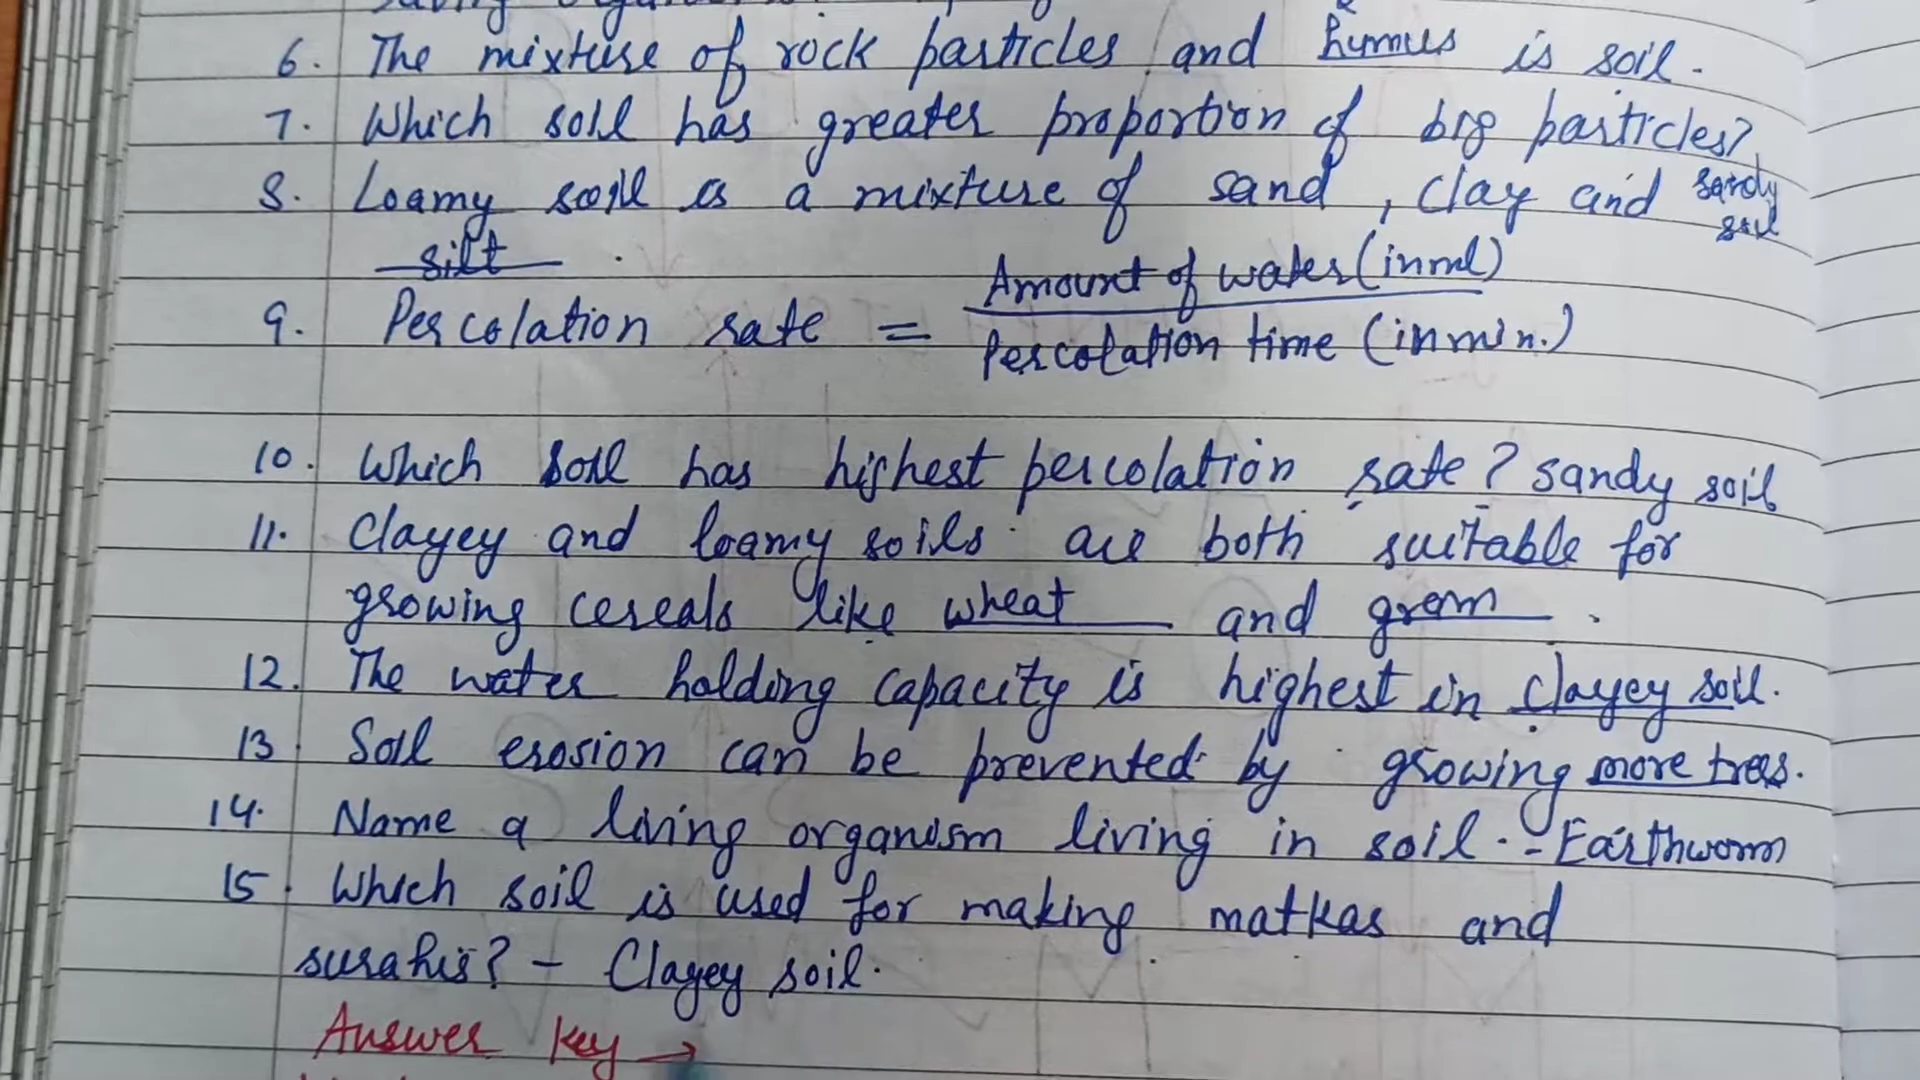 6. The mixture of rock particles and humus is soil.
7. Which soil has greater proportion of big particles?
8. Loamy soil is a mixture of sand, clay and sandy soil
silt .
9. Percolation rate = Amount of water (in ml)
Percolation time (in min.)
10. Which soil has highest percolation rate? sandy soil
11. Clayey and loamy soils are both suitable for
growing cereals like wheat and gram .
12. The water holding capacity is highest in clayey soil.
13 Soil erosion can be prevented by growing more trees.
14. Name a living organism living in soil. - Earthworm
15. Which soil is used for making matkas and
surahis? - Clayey soil.
Answer key →